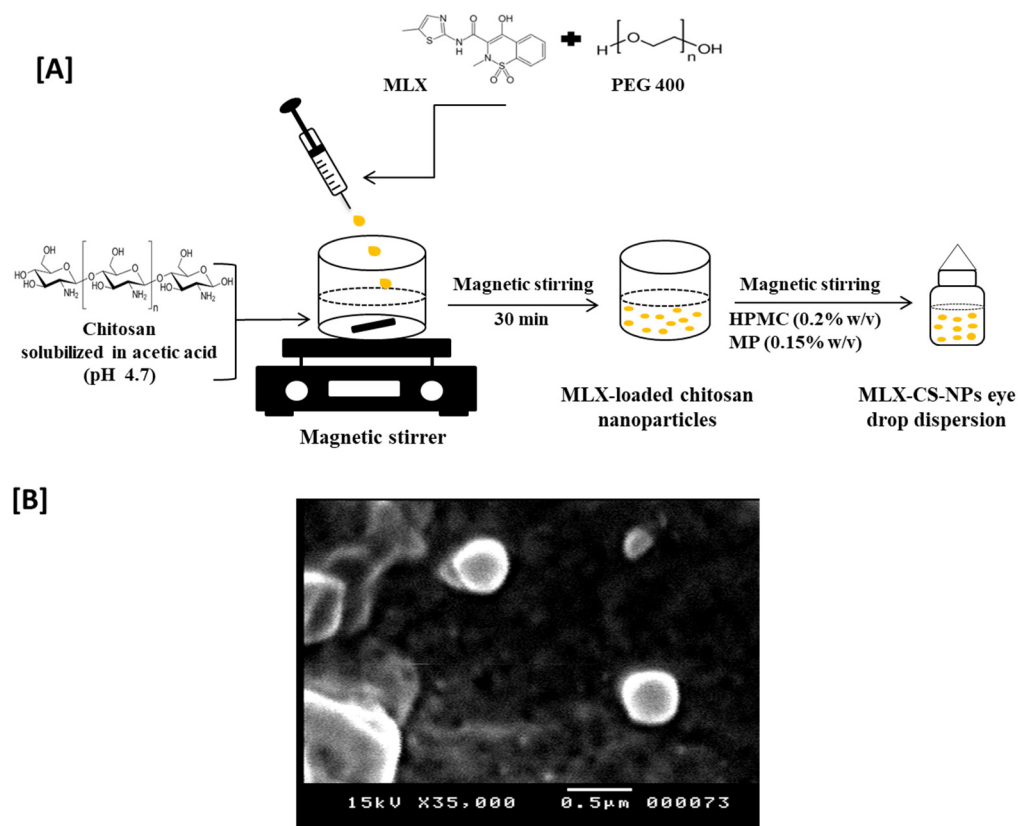 [A]
MLX
PEG 400
Chitosan
solubilized in acetic acid
(pH 4.7)
Magnetic stirrer
Magnetic stirring
30 min
MLX-loaded chitosan
nanoparticles
Magnetic stirring
HPMC (0.2% w/v)
MP (0.15% w/v)
MLX-CS-NPs eye
drop dispersion
[B]
15kV X35,000 0.5µm 000073